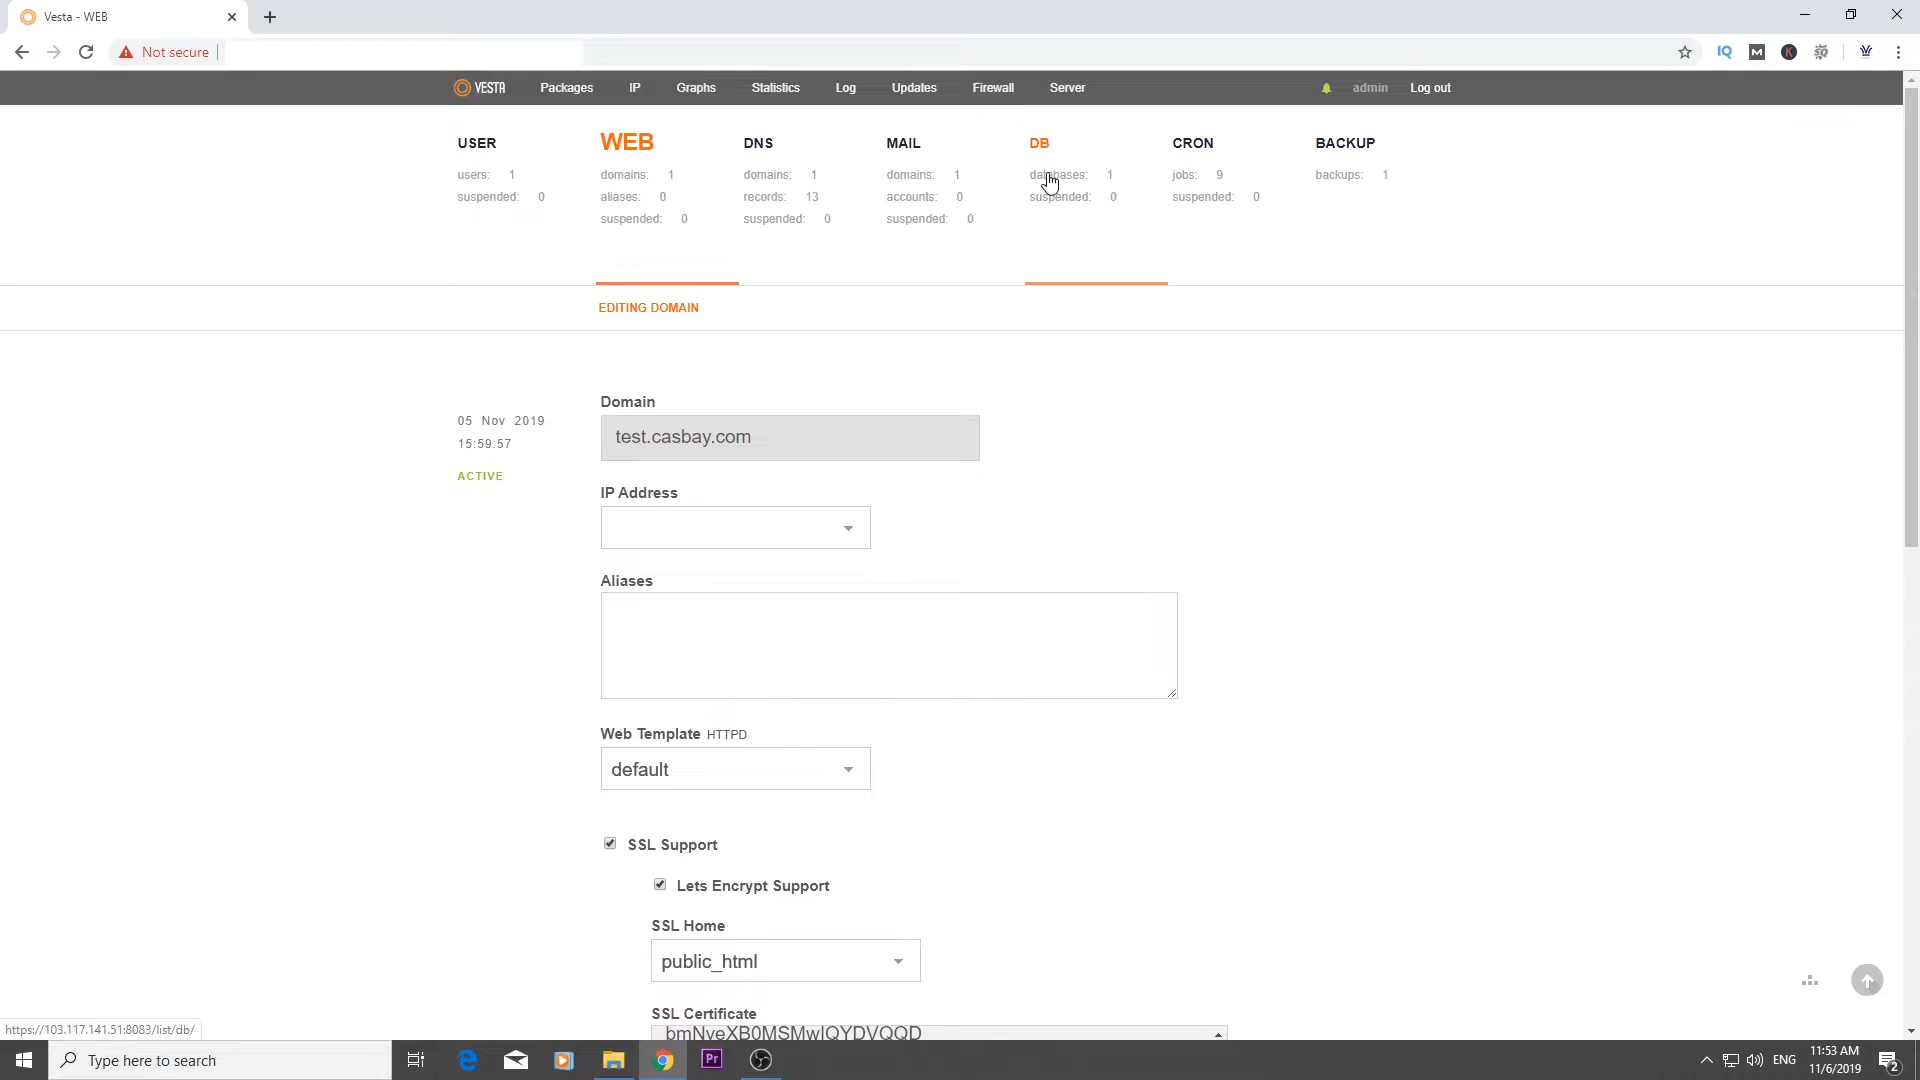 Vesta - WEB
Not secure
IQ M K
VESTA Packages IP Graphs Statistics Log Updates Firewall Server admin Log out
USER WEB DNS MAIL DB CRON BACKUP
users: 1 domains: 1 domains: 1 domains: 1 databases: 1 jobs: 9 backups: 1
suspended: 0 aliases: 0 records: 13 accounts: 0 suspended: 0 suspended: 0
suspended: 0 suspended: 0 suspended: 0
EDITING DOMAIN
05 Nov 2019
15:59:57
ACTIVE
Domain
test.casbay.com
IP Address
Aliases
Web Template HTTPD
default
SSL Support
Lets Encrypt Support
SSL Home
public_html
SSL Certificate
bmNveXB0MSMwIQYDVQQD
https://103.117.141.51:8083/list/db/
Type here to search
Pr
ENG
11:53 AM
11/6/2019
2